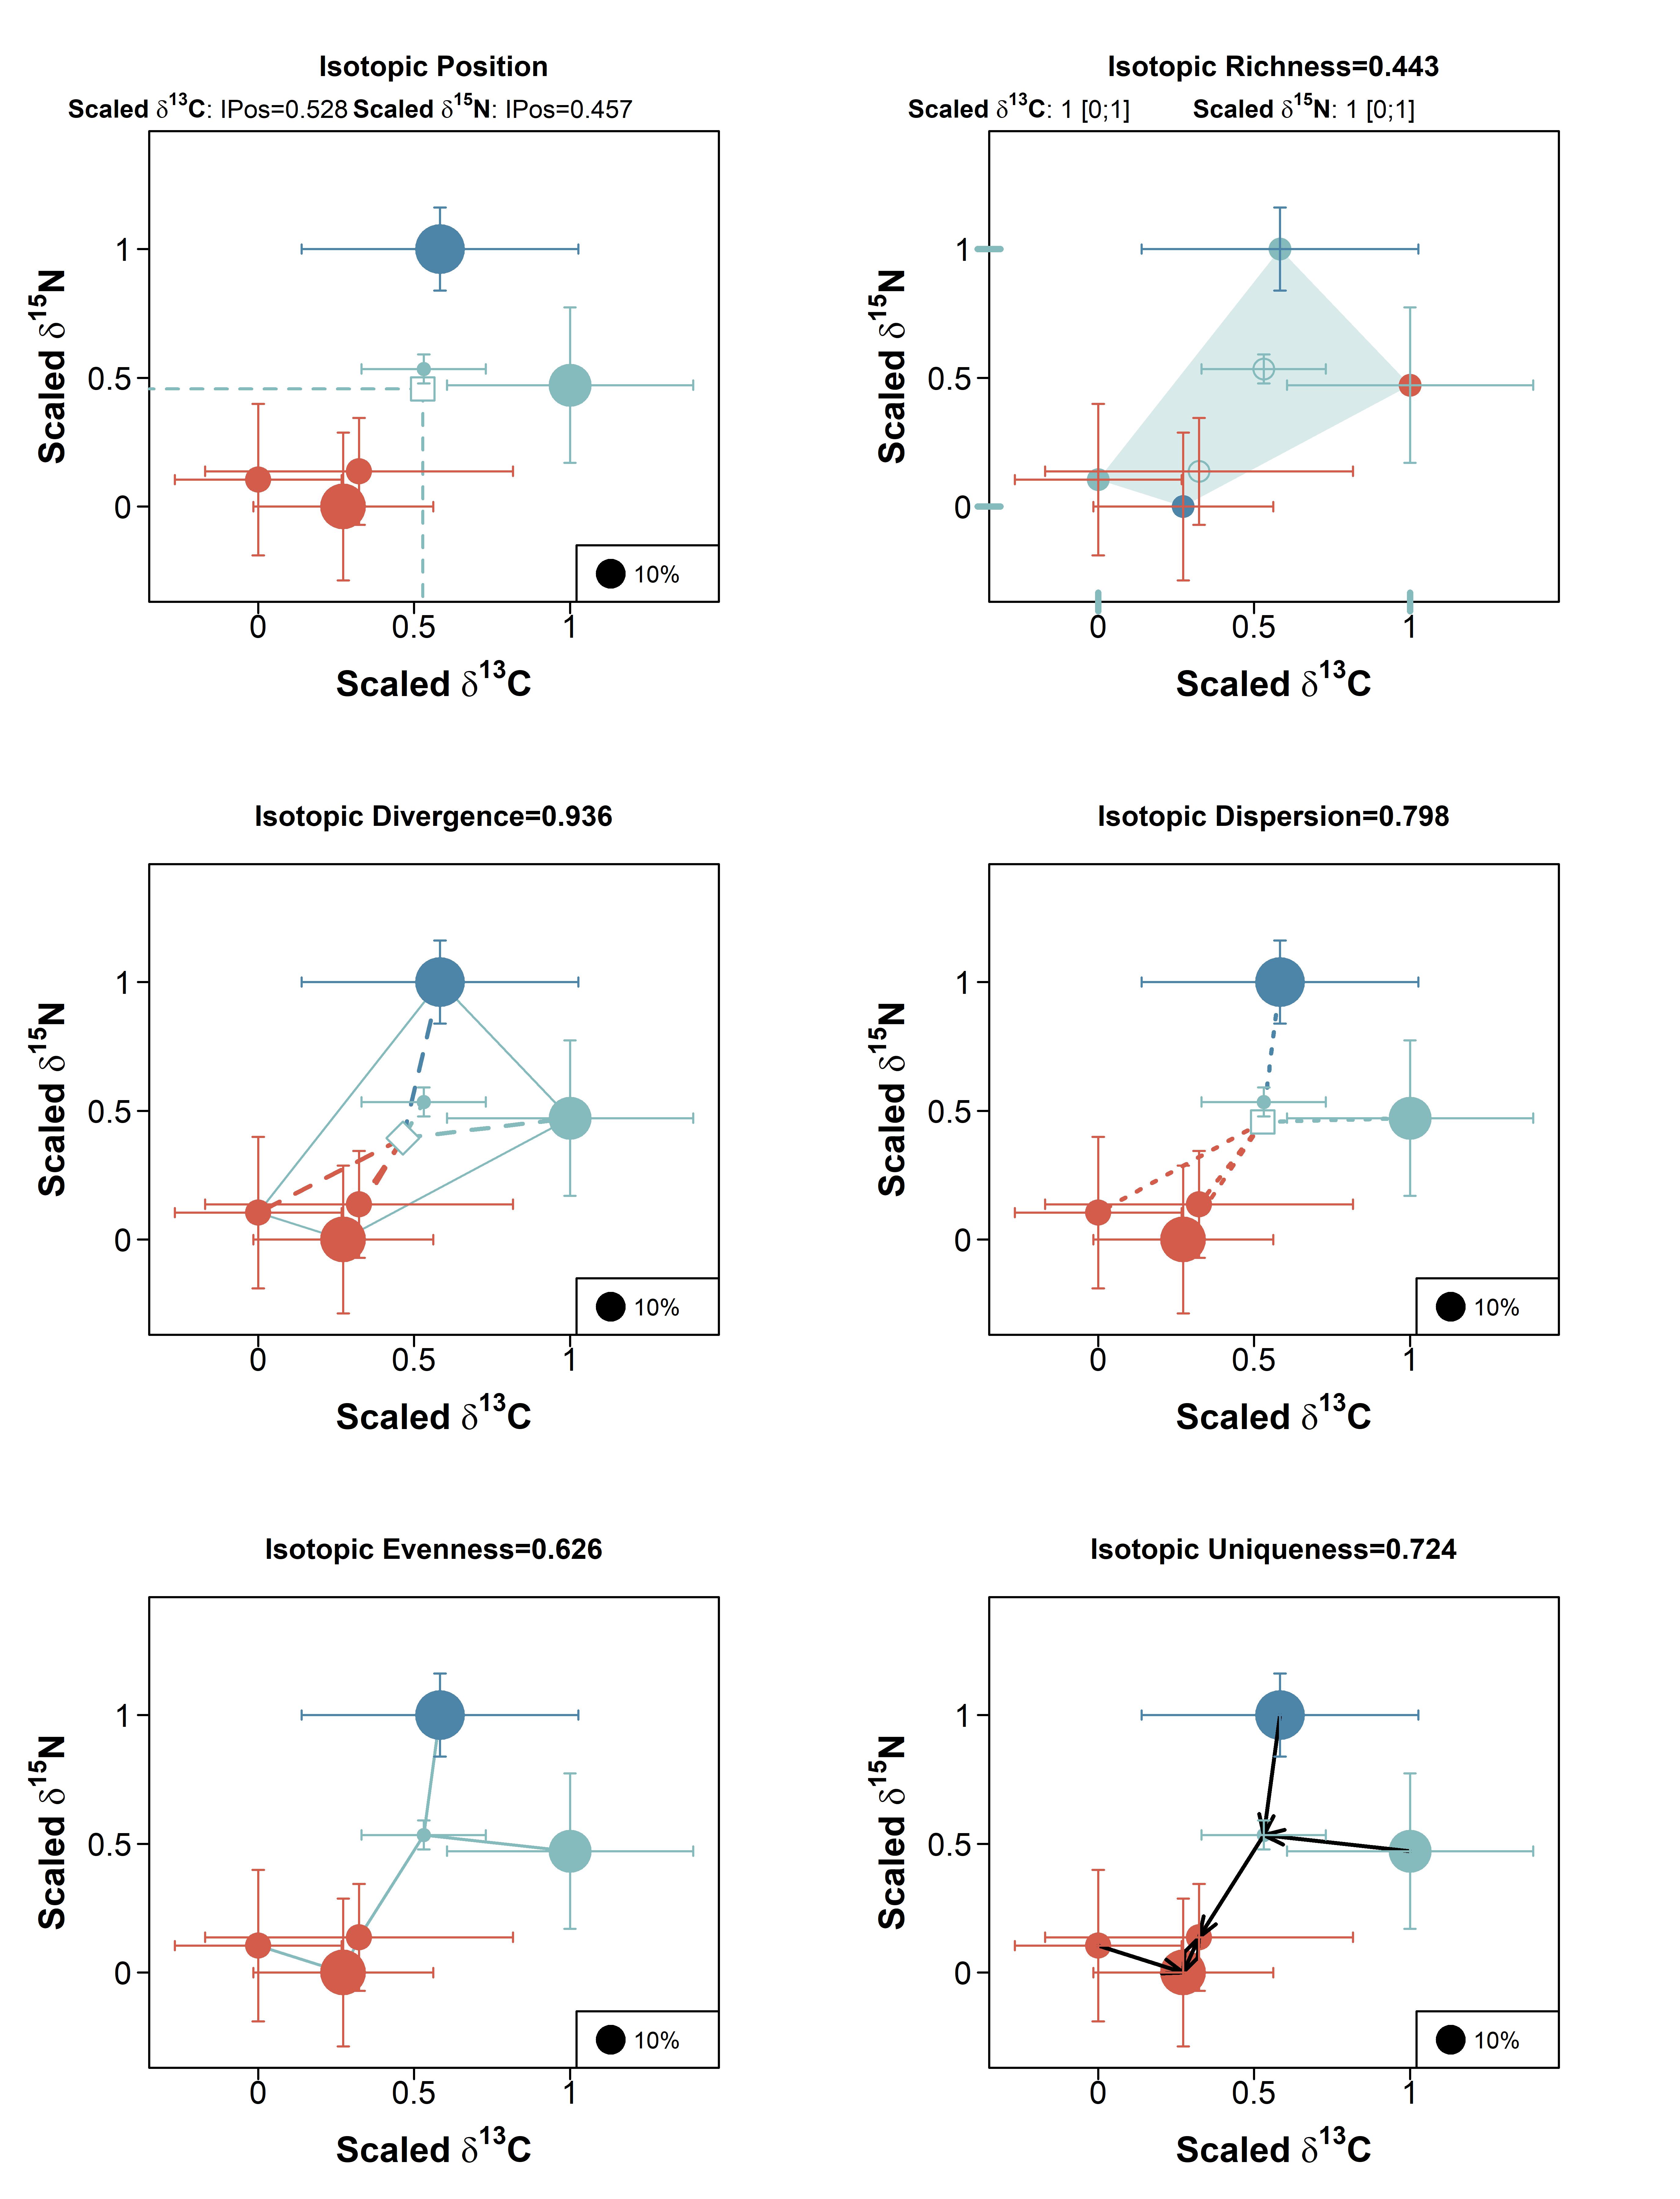 Isotopic Position
Scaled δ¹³C: IPos=0.528 Scaled δ¹⁵N: IPos=0.457
Scaled δ¹⁵N
1
0.5
0
10%
0 0.5 1
Scaled δ¹³C
Isotopic Richness=0.443
Scaled δ¹³C: 1 [0;1] Scaled δ¹⁵N: 1 [0;1]
Scaled δ¹⁵N
1
0.5
0
0 0.5 1
Scaled δ¹³C
Isotopic Divergence=0.936
Scaled δ¹⁵N
1
0.5
0
10%
0 0.5 1
Scaled δ¹³C
Isotopic Dispersion=0.798
Scaled δ¹⁵N
1
0.5
0
10%
0 0.5 1
Scaled δ¹³C
Isotopic Evenness=0.626
Scaled δ¹⁵N
1
0.5
0
10%
0 0.5 1
Scaled δ¹³C
Isotopic Uniqueness=0.724
Scaled δ¹⁵N
1
0.5
0
10%
0 0.5 1
Scaled δ¹³C